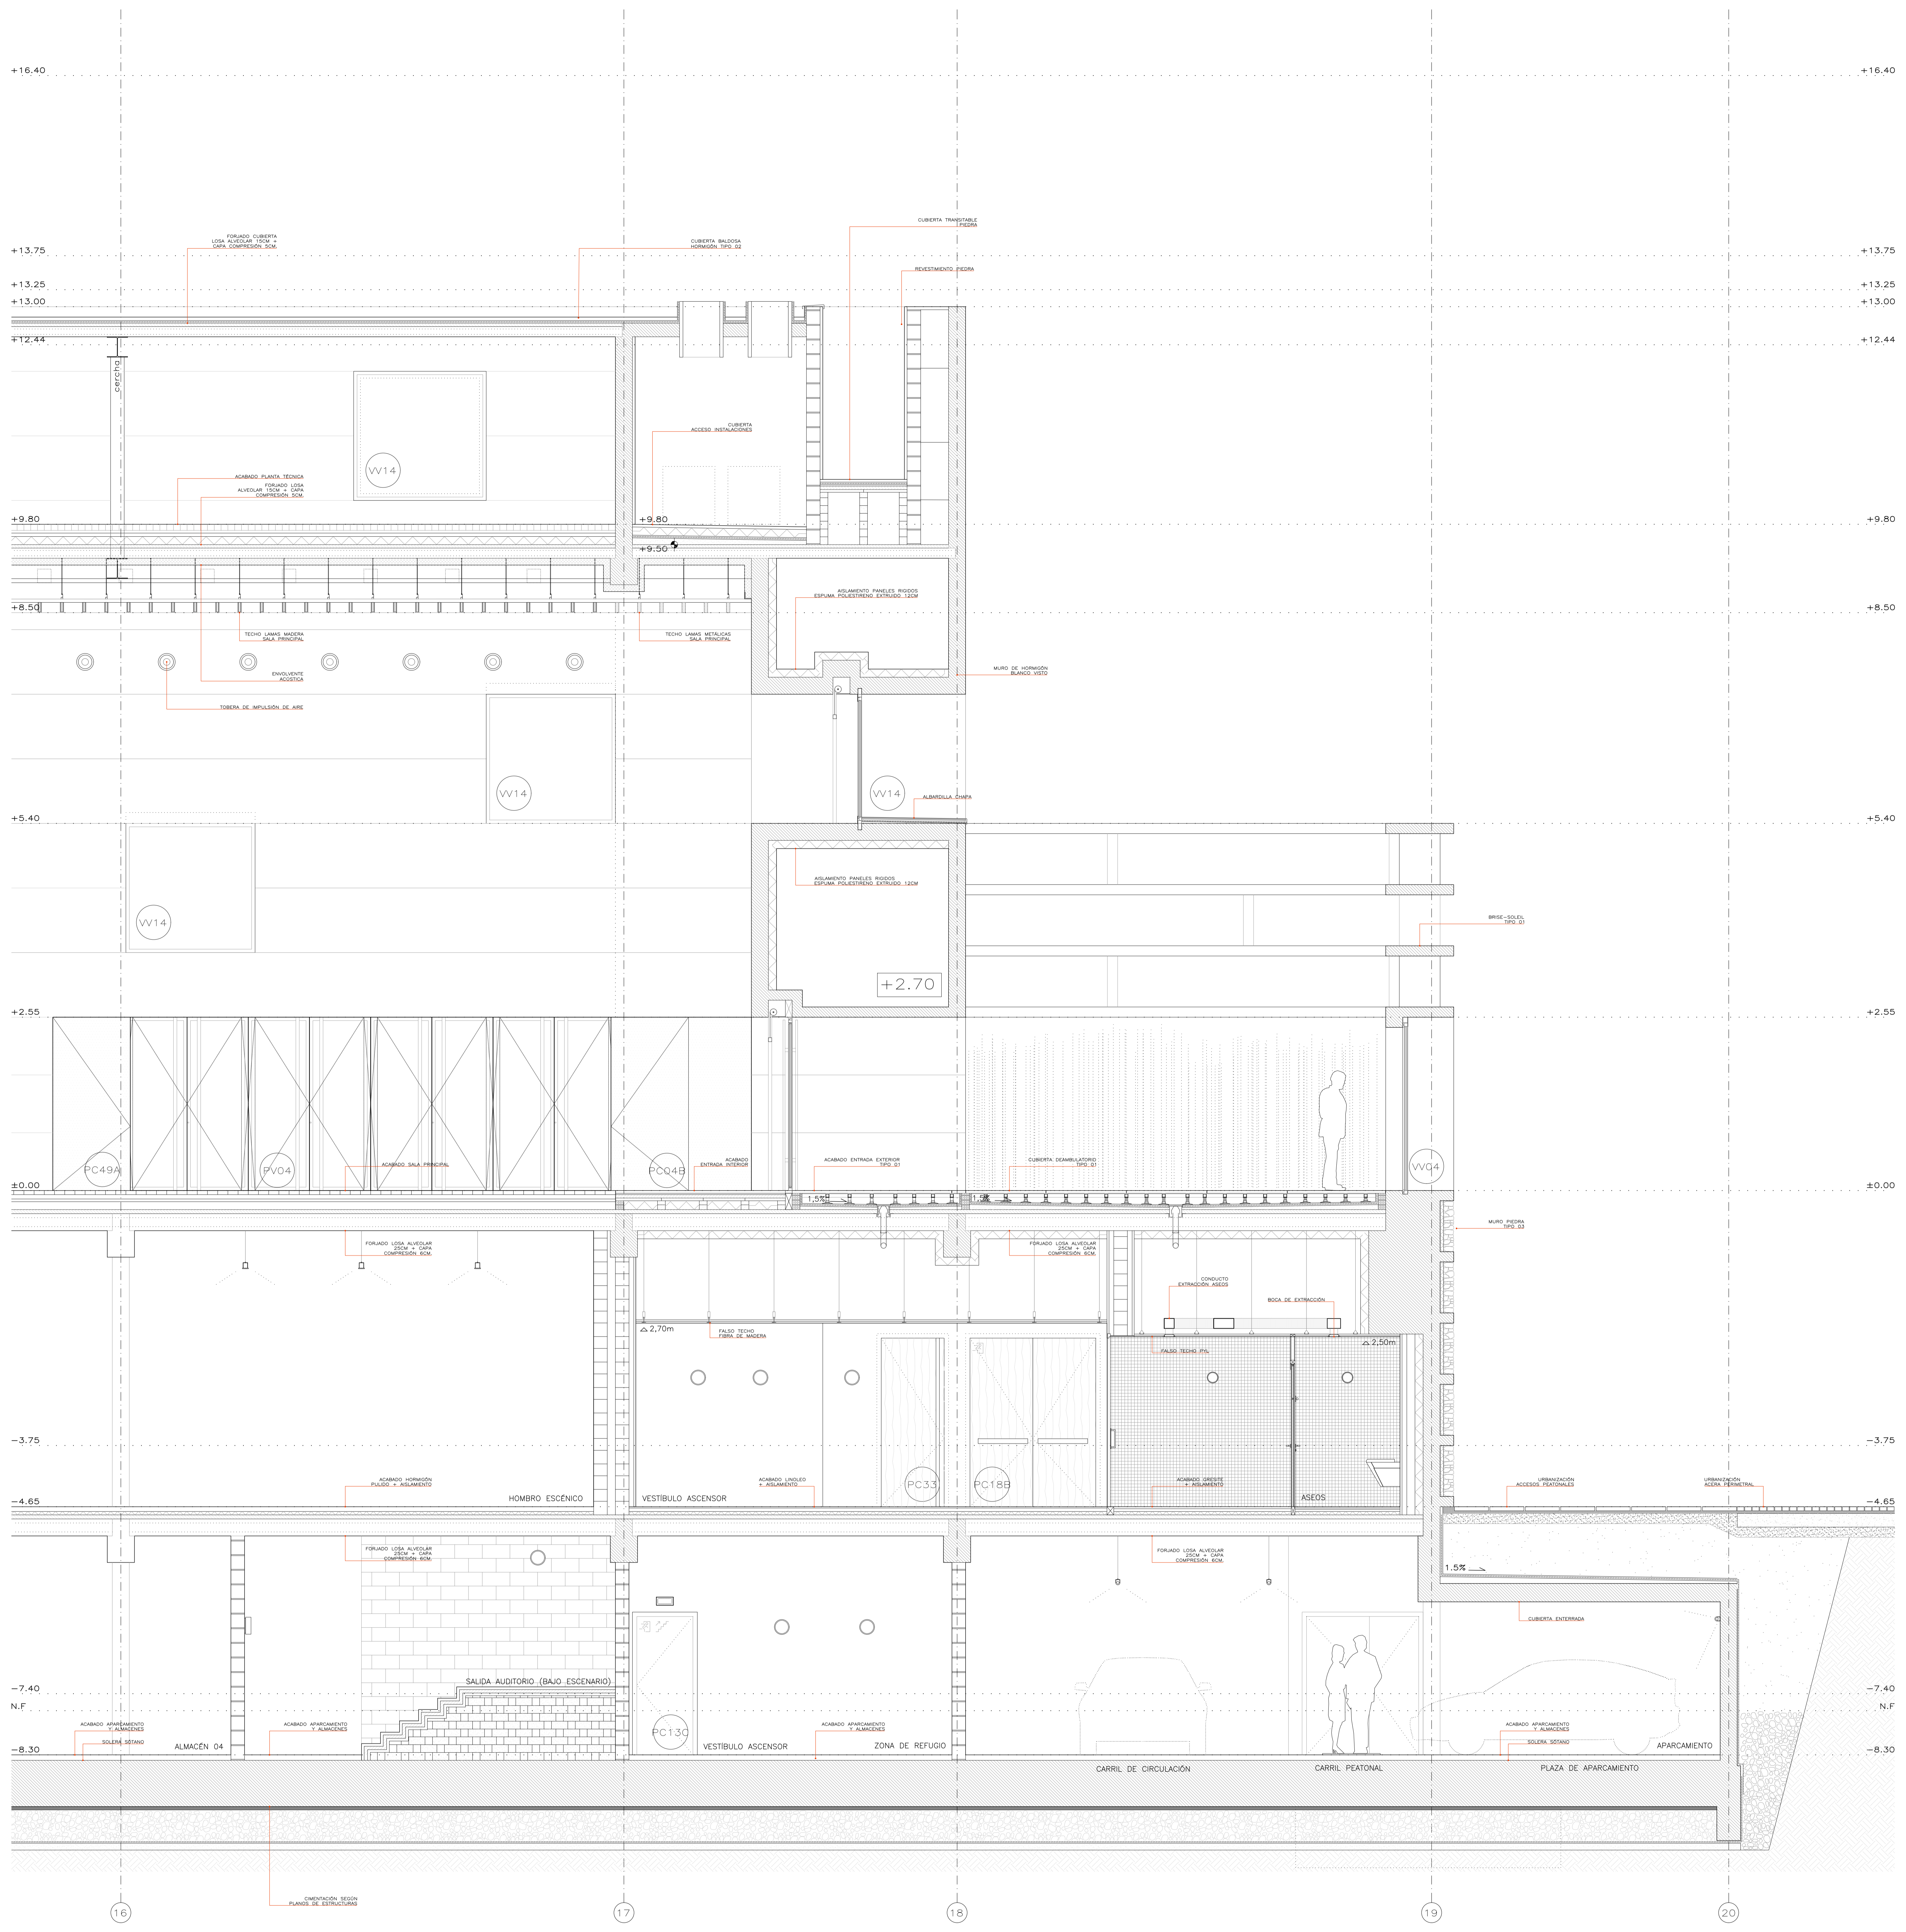 +16.40
+16.40
CUBIERTA TRANSITABLE
PIEDRA
FORJADO CUBIERTA
LOSA ALVEOLAR 15CM +
CAPA COMPRESIÓN 5CM.
CUBIERTA BALDOSA
HORMIGÓN TIPO 02
+13.75
+13.75
REVESTIMIENTO PIEDRA
+13.25
+13.25
+13.00
+13.00
+12.44
+12.44
cercha
CUBIERTA
ACCESO INSTALACIONES
VV14
ACABADO PLANTA TÉCNICA
FORJADO LOSA
ALVEOLAR 15CM + CAPA
COMPRESIÓN 5CM.
+9.80
+9.80
+9.80
+9.50
AISLAMIENTO PANELES RIGIDOS
ESPUMA POLIESTIRENO EXTRUIDO 12CM
+8.50
+8.50
TECHO LAMAS MADERA
SALA PRINCIPAL
TECHO LAMAS METÁLICAS
SALA PRINCIPAL
MURO DE HORMIGÓN
BLANCO VISTO
ENVOLVENTE
ACÚSTICA
TOBERA DE IMPULSIÓN DE AIRE
VV14
VV14
ALBARDILLA CHAPA
+5.40
+5.40
AISLAMIENTO PANELES RIGIDOS
ESPUMA POLIESTIRENO EXTRUIDO 12CM
VV14
BRISE-SOLEIL
TIPO 01
+2.70
+2.55
+2.55
PC49A
PV04
ACABADO SALA PRINCIPAL
PC04B
ACABADO
ENTRADA INTERIOR
ACABADO ENTRADA EXTERIOR
TIPO 01
CUBIERTA DEAMBULATORIO
TIPO 01
VV04
±0.00
±0.00
1.5%
1.5%
MURO PIEDRA
TIPO 03
FORJADO LOSA ALVEOLAR
25CM + CAPA
COMPRESIÓN 6CM.
FORJADO LOSA ALVEOLAR
25CM + CAPA
COMPRESIÓN 6CM.
CONDUCTO
EXTRACCIÓN ASEOS
BOCA DE EXTRACCIÓN
2,70m
FALSO TECHO
FIBRA DE MADERA
2,50m
FALSO TECHO PYL
-3.75
-3.75
ACABADO HORMIGÓN
PULIDO + AISLAMIENTO
ACABADO LINOLEO
+ AISLAMIENTO
PC33
PC18B
ACABADO GRESITE
+ AISLAMIENTO
URBANIZACIÓN
ACCESOS PEATONALES
URBANIZACIÓN
ACERA PERIMETRAL
-4.65
HOMBRO ESCÉNICO
VESTÍBULO ASCENSOR
ASEOS
-4.65
FORJADO LOSA ALVEOLAR
25CM + CAPA
COMPRESIÓN 6CM.
FORJADO LOSA ALVEOLAR
25CM + CAPA
COMPRESIÓN 6CM.
1.5%
CUBIERTA ENTERRADA
SALIDA AUDITORIO (BAJO ESCENARIO)
-7.40
-7.40
N.F
N.F
ACABADO APARCAMIENTO
Y ALMACENES
ACABADO APARCAMIENTO
Y ALMACENES
PC13C
ACABADO APARCAMIENTO
Y ALMACENES
ACABADO APARCAMIENTO
Y ALMACENES
SOLERA SÓTANO
SOLERA SÓTANO
ALMACÉN 04
VESTÍBULO ASCENSOR
ZONA DE REFUGIO
APARCAMIENTO
-8.30
-8.30
CARRIL DE CIRCULACIÓN
CARRIL PEATONAL
PLAZA DE APARCAMIENTO
CIMENTACIÓN SEGÚN
PLANOS DE ESTRUCTURAS
16
17
18
19
20